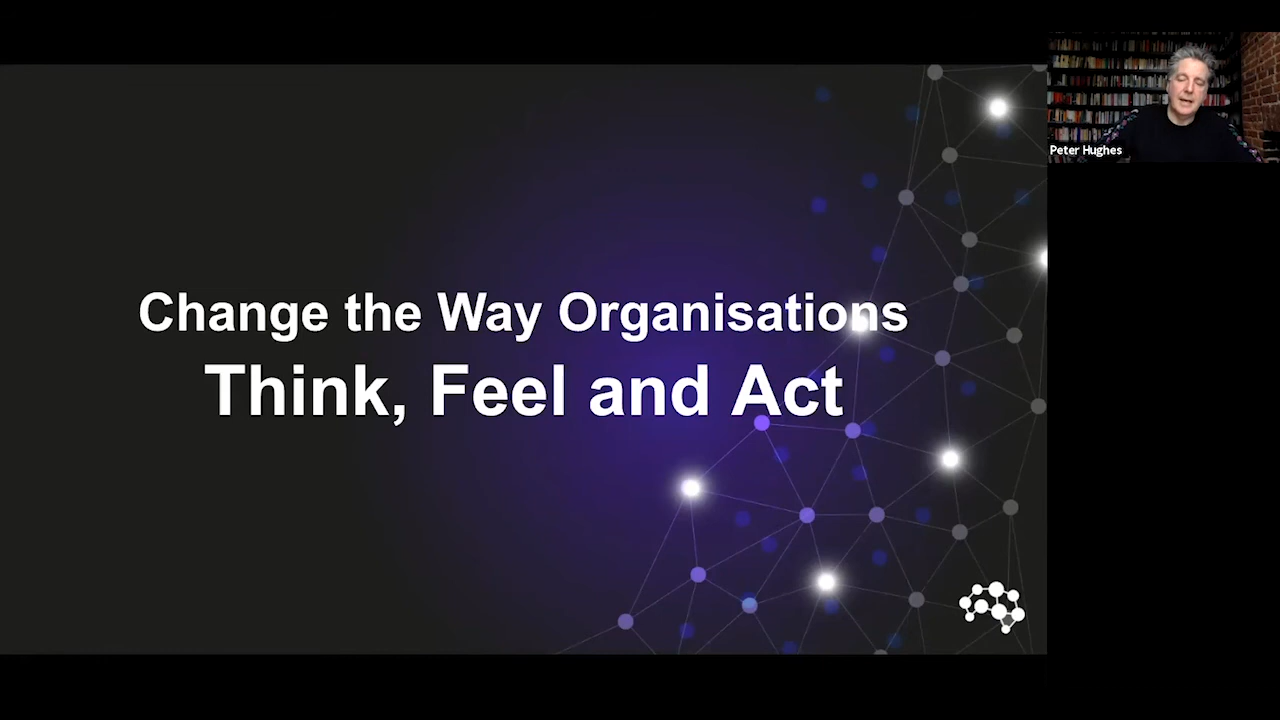 Change the Way Organisations
Think, Feel and Act
Peter Hughes